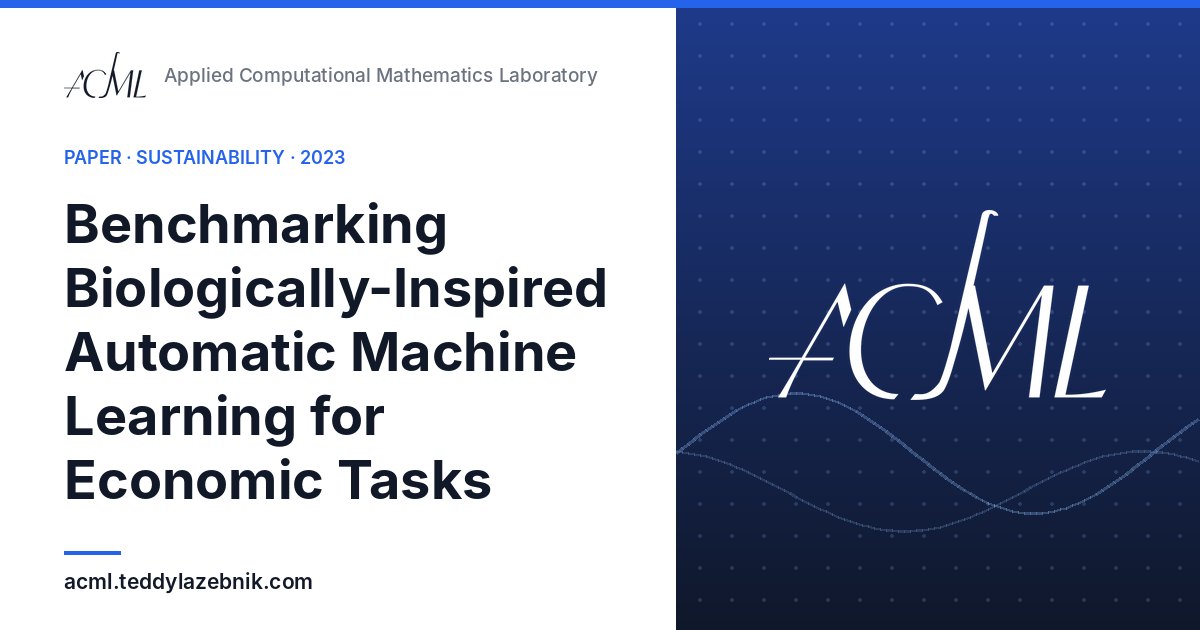 ACML Applied Computational Mathematics Laboratory
PAPER · SUSTAINABILITY · 2023
Benchmarking
Biologically-Inspired
Automatic Machine
Learning for
Economic Tasks
acml.teddylazebnik.com
ACML